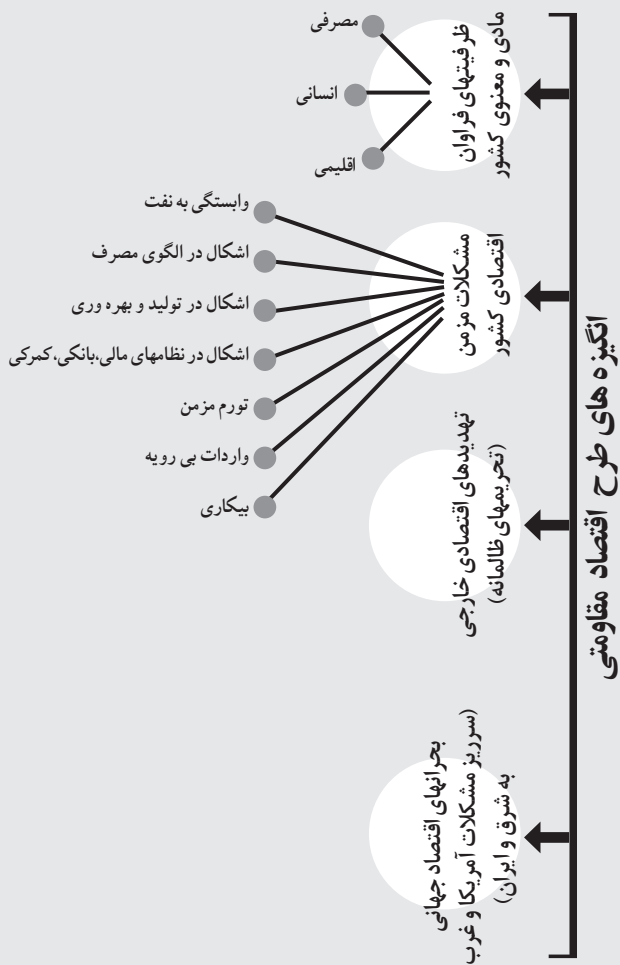 انگیزه های طرح اقتصاد مقاومتی
ظرفیتهای فراوان
مادی و معنوی کشور
مصرفی
انسانی
اقلیمی
مشکلات مزمن
اقتصادی کشور
وابستگی به نفت
اشکال در الگوی مصرف
اشکال در تولید و بهره وری
اشکال در نظامهای مالی،بانکی،کمرکی
تورم مزمن
واردات بی رویه
بیکاری
تهدیدهای اقتصادی خارجی
(تحریمهای ظالمانه)
بحرانهای اقتصاد جهانی
(سرریز مشکلات آمریکا و غرب
به شرق و ایران)